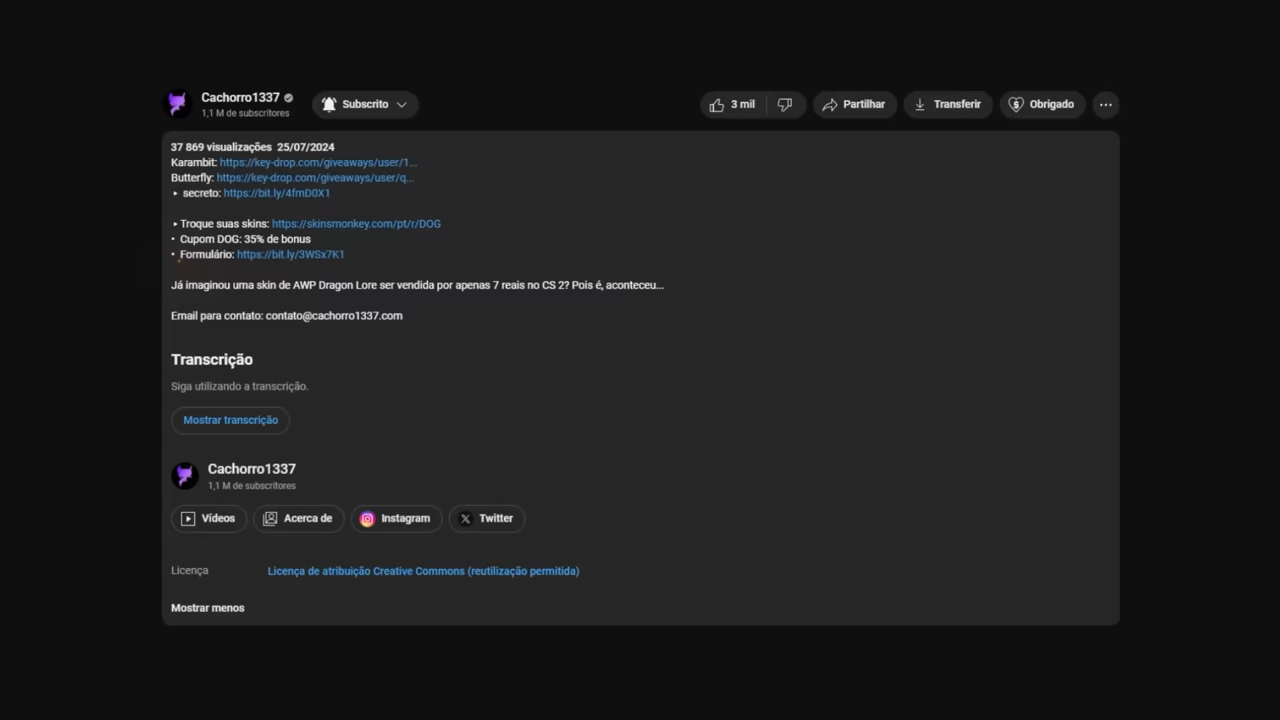 Cachorro1337
1,1 M de subscritores
Subscrito
3 mil
Partilhar
Transferir
Obrigado
37 869 visualizações 25/07/2024
Karambit: https://key-drop.com/giveaways/user/1...
Butterfly: https://key-drop.com/giveaways/user/q...
‣ secreto: https://bit.ly/4fmD0X1
‣ Troque suas skins: https://skinsmonkey.com/pt/r/DOG
• Cupom DOG: 35% de bonus
• Formulário: https://bit.ly/3WSx7K1
Já imaginou uma skin de AWP Dragon Lore ser vendida por apenas 7 reais no CS 2? Pois é, aconteceu...
Email para contato: contato@cachorro1337.com
Transcrição
Siga utilizando a transcrição.
Mostrar transcrição
Cachorro1337
1,1 M de subscritores
Vídeos
Acerca de
Instagram
Twitter
Licença
Licença de atribuição Creative Commons (reutilização permitida)
Mostrar menos